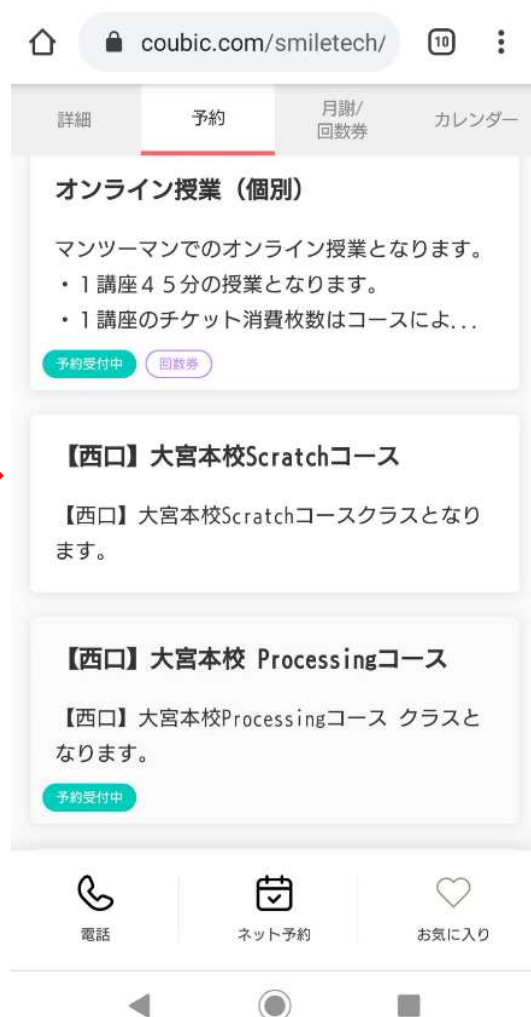 coubic.com/smiletech/
10
詳細
予約
月謝/
回数券
カレンダー
オンライン授業（個別）
マンツーマンでのオンライン授業となります。
・１講座４５分の授業となります。
・１講座のチケット消費枚数はコースによ...
予約受付中
回数券
【西口】大宮本校Scratchコース
【西口】大宮本校Scratchコースクラスとなり
ます。
【西口】大宮本校 Processingコース
【西口】大宮本校Processingコース クラスと
なります。
予約受付中
電話
ネット予約
お気に入り